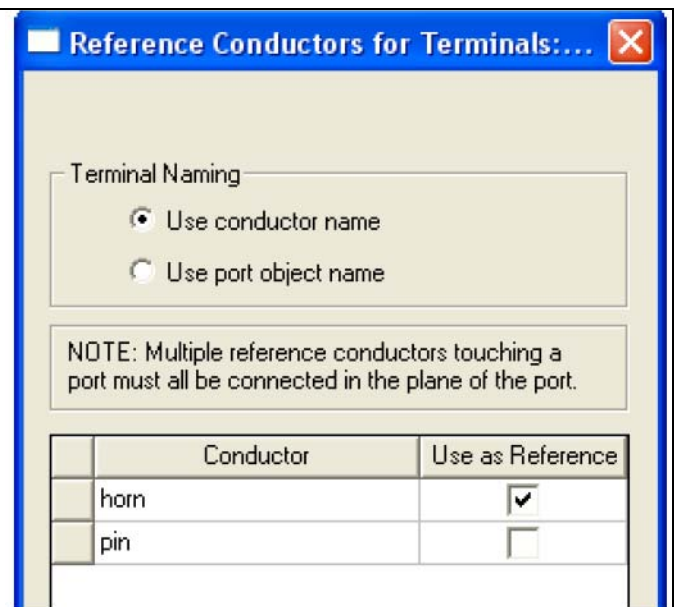 Reference Conductors for Terminals:...
Terminal Naming
Use conductor name
Use port object name
NOTE: Multiple reference conductors touching a
port must all be connected in the plane of the port.
Conductor Use as Reference
horn
pin